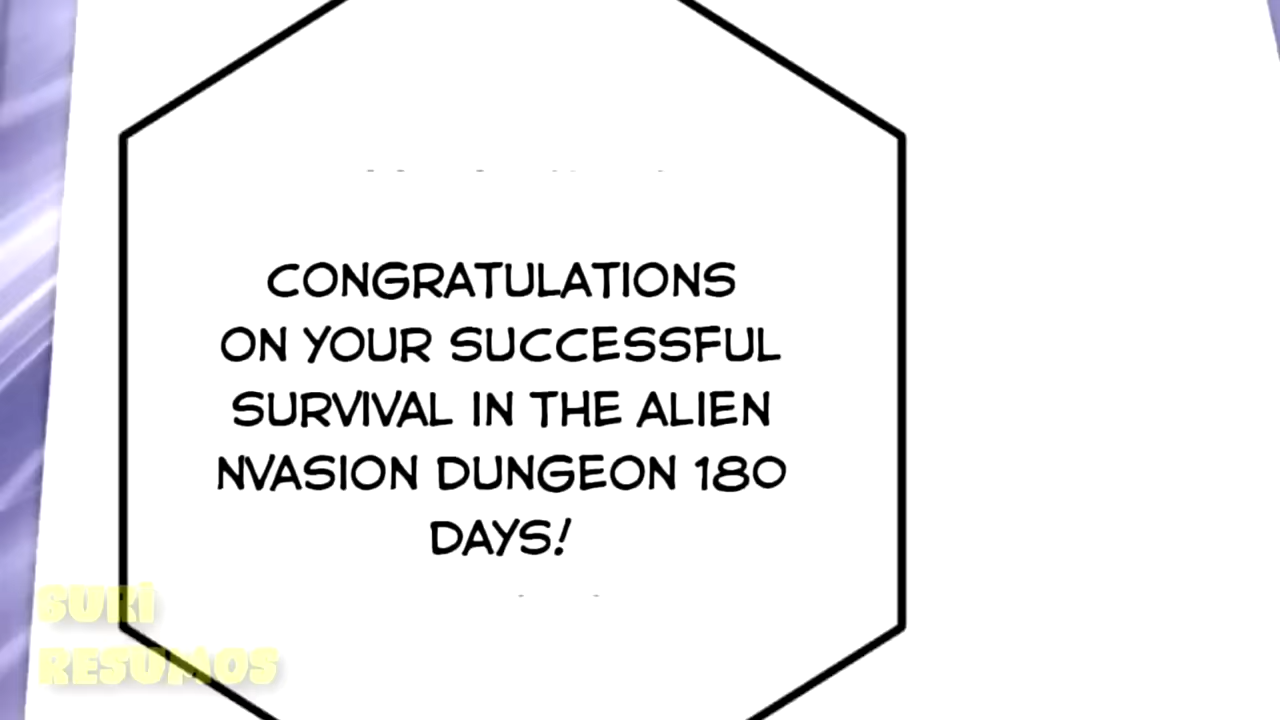 CONGRATULATIONS
ON YOUR SUCCESSFUL
SURVIVAL IN THE ALIEN
NVASION DUNGEON 180
DAYS!
SURI
RESUMOS